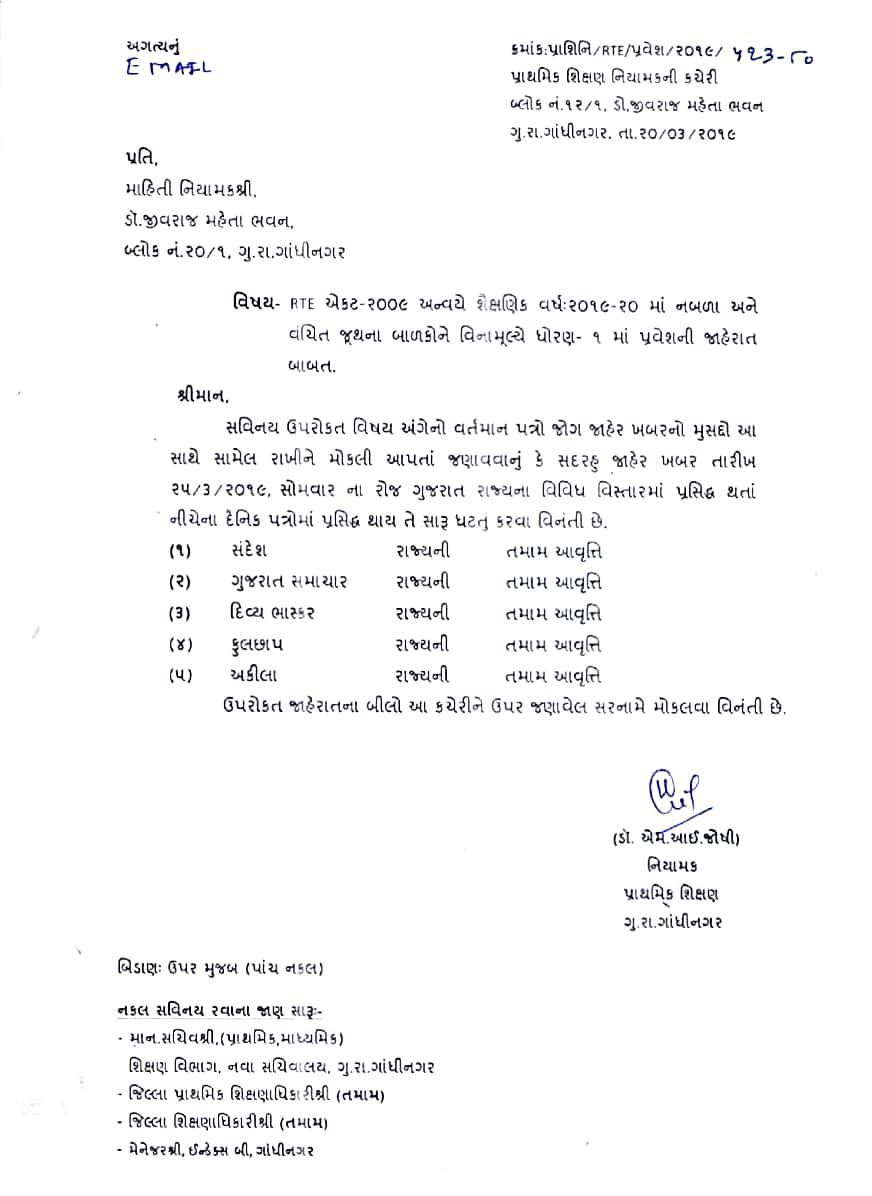 અગત્યનું
EMAIL
ક્માંક:પ્રાશિનિ/RTE/પ્રવેશ/૨૦૧૯/ ૫૨૩-૮૦
પ્રાથમિક શિક્ષણ નિયામકની કચેરી
બ્લોક નં.૧૨/૧, ડો.જીવરાજ મહેતા ભવન
ગુ.રા.ગાંધીનગર, તા.૨૦/૦૩/૨૦૧૯
પ્રતિ,
માહિતી નિયામકશ્રી,
ડૉ.જીવરાજ મહેતા ભવન,
બ્લોક નં.૨૦/૧, ગુ.રા.ગાંધીનગર
વિષય- RTE એક્ટ-૨૦૦૯ અન્વયે શૈક્ષણિક વર્ષ:૨૦૧૯-૨૦ માં નબળા અને
વંચિત જૂથના બાળકોને વિનામૂલ્યે ધોરણ- ૧ માં પ્રવેશની જાહેરાત
બાબત.
શ્રીમાન,
સવિનય ઉપરોક્ત વિષય અંગેનો વર્તમાન પત્રો જોગ જાહેર ખબરનો મુસદ્દો આ
સાથે સામેલ રાખીને મોકલી આપતાં જણાવવાનું કે સદરહુ જાહેર ખબર તારીખ
૨૫/૩/૨૦૧૯, સોમવાર ના રોજ ગુજરાત રાજ્યના વિવિધ વિસ્તારમાં પ્રસિદ્ધ થતાં
નીચેના દૈનિક પત્રોમાં પ્રસિદ્ધ થાય તે સારૂ ઘટતું કરવા વિનંતી છે.
(૧) સંદેશ રાજ્યની તમામ આવૃત્તિ
(૨) ગુજરાત સમાચાર રાજ્યની તમામ આવૃત્તિ
(૩) દિવ્ય ભાસ્કર રાજ્યની તમામ આવૃત્તિ
(૪) ફુલછાપ રાજ્યની તમામ આવૃત્તિ
(૫) અકીલા રાજ્યની તમામ આવૃત્તિ
ઉપરોક્ત જાહેરાતના બીલો આ કચેરીને ઉપર જણાવેલ સરનામે મોકલવા વિનંતી છે.
(ડૉ. એમ.આઈ.જોષી)
નિયામક
પ્રાથમિક શિક્ષણ
ગુ.રા.ગાંધીનગર
બિડાણ: ઉપર મુજબ (પાંચ નકલ)
નકલ સવિનય રવાના જાણ સારૂ:-
- માન.સચિવશ્રી,(પ્રાથમિક,માધ્યમિક)
શિક્ષણ વિભાગ, નવા સચિવાલય, ગુ.રા.ગાંધીનગર
- જિલ્લા પ્રાથમિક શિક્ષણાધિકારીશ્રી (તમામ)
- જિલ્લા શિક્ષણાધિકારીશ્રી (તમામ)
- મેનેજરશ્રી, ઈન્ડેક્સ બી, ગાંધીનગર